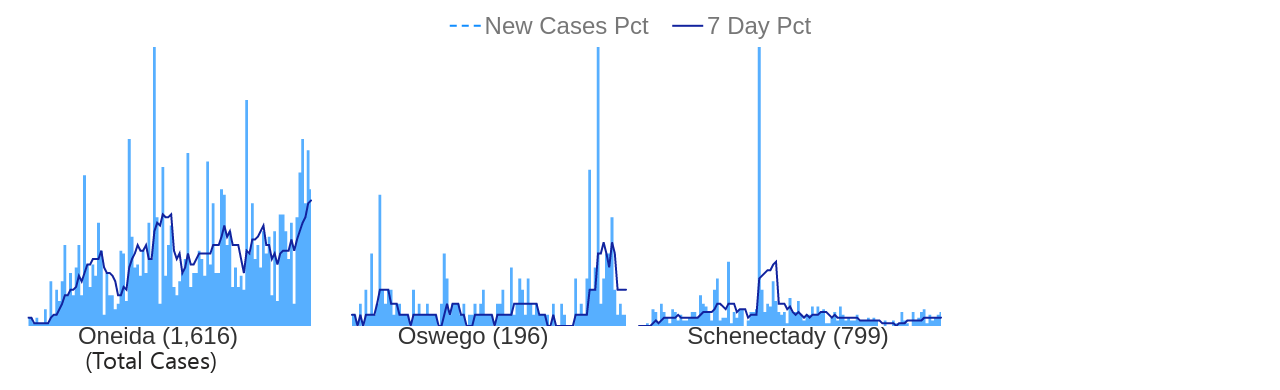 New Cases Pct 7 Day Pct
Oneida (1,616) Oswego (196) Schenectady (799)
(Total Cases)